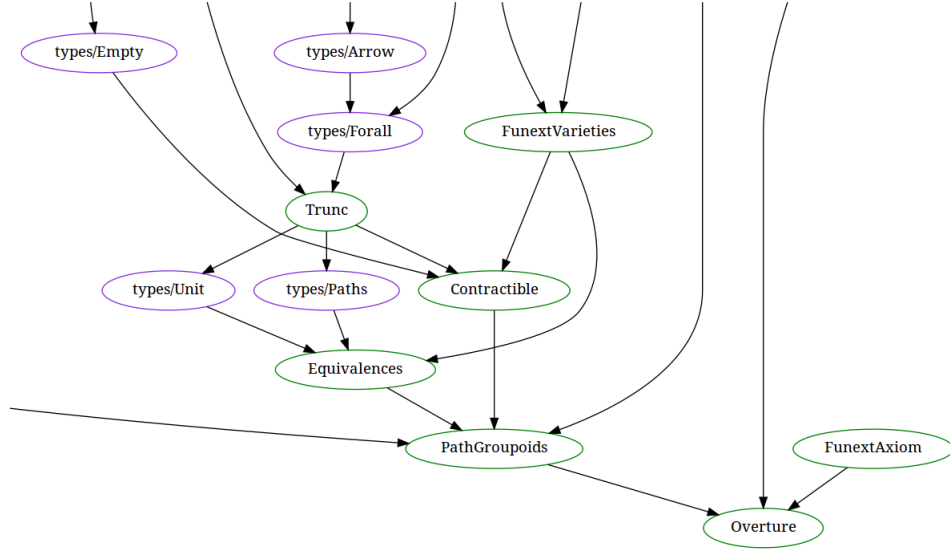 types/Empty
types/Arrow
types/Forall
FunextVarieties
Trunc
types/Unit
types/Paths
Contractible
Equivalences
PathGroupoids
FunextAxiom
Overture